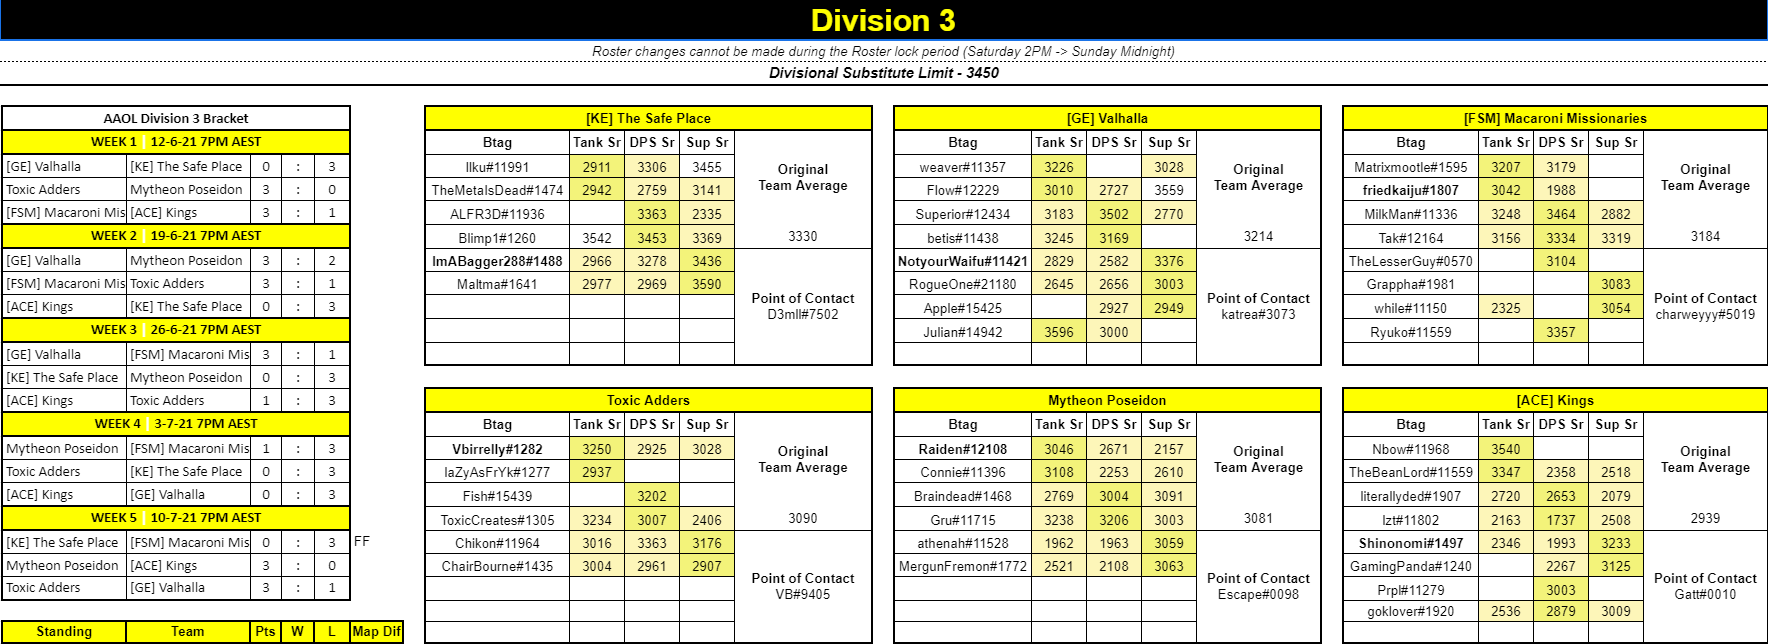 Division 3
Roster changes cannot be made during the Roster lock period (Saturday 2PM -> Sunday Midnight)
Divisional Substitute Limit - 3450
AAOL Division 3 Bracket
WEEK 1 | 12-6-21 7PM AEST
[GE] Valhalla [KE] The Safe Place 0 : 3
Toxic Adders Mytheon Poseidon 3 : 0
[FSM] Macaroni Mis [ACE] Kings 3 : 1
WEEK 2 | 19-6-21 7PM AEST
[GE] Valhalla Mytheon Poseidon 3 : 2
[FSM] Macaroni Mis Toxic Adders 3 : 1
[ACE] Kings [KE] The Safe Place 0 : 3
WEEK 3 | 26-6-21 7PM AEST
[GE] Valhalla [FSM] Macaroni Mis 3 : 1
[KE] The Safe Place Mytheon Poseidon 0 : 3
[ACE] Kings Toxic Adders 1 : 3
WEEK 4 | 3-7-21 7PM AEST
Mytheon Poseidon [FSM] Macaroni Mis 1 : 3
Toxic Adders [KE] The Safe Place 0 : 3
[ACE] Kings [GE] Valhalla 0 : 3
WEEK 5 | 10-7-21 7PM AEST
[KE] The Safe Place [FSM] Macaroni Mis 0 : 3 FF
Mytheon Poseidon [ACE] Kings 3 : 0
Toxic Adders [GE] Valhalla 3 : 1
Standing Team Pts W L Map Dif
[KE] The Safe Place
Btag Tank Sr DPS Sr Sup Sr
Ilku#11991 2911 3306 3455
TheMetalsDead#1474 2942 2759 3141
ALFR3D#11936 3363 2335
Blimp1#1260 3542 3453 3369
ImABagger288#1488 2966 3278 3436
Maltma#1641 2977 2969 3590
Original
Team Average
3330
Point of Contact
D3mll#7502
[GE] Valhalla
Btag Tank Sr DPS Sr Sup Sr
weaver#11357 3226 3028
Flow#12229 3010 2727 3559
Superior#12434 3183 3502 2770
betis#11438 3245 3169
NotyourWaifu#11421 2829 2582 3376
RogueOne#21180 2645 2656 3003
Apple#15425 2927 2949
Julian#14942 3596 3000
Original
Team Average
3214
Point of Contact
katrea#3073
[FSM] Macaroni Missionaries
Btag Tank Sr DPS Sr Sup Sr
Matrixmootle#1595 3207 3179
friedkaiju#1807 3042 1988
MilkMan#11336 3248 3464 2882
Tak#12164 3156 3334 3319
TheLesserGuy#0570 3104
Grappha#1981 3083
while#11150 2325 3054
Ryuko#11559 3357
Original
Team Average
3184
Point of Contact
charweyyy#5019
Toxic Adders
Btag Tank Sr DPS Sr Sup Sr
Vbirrelly#1282 3250 2925 3028
laZyAsFrYk#1277 2937
Fish#15439 3202
ToxicCreates#1305 3234 3007 2406
Chikon#11964 3016 3363 3176
ChairBourne#1435 3004 2961 2907
Original
Team Average
3090
Point of Contact
VB#9405
Mytheon Poseidon
Btag Tank Sr DPS Sr Sup Sr
Raiden#12108 3046 2671 2157
Connie#11396 3108 2253 2610
Braindead#1468 2769 3004 3091
Gru#11715 3238 3206 3003
athenah#11528 1962 1963 3059
MergunFremon#1772 2521 2108 3063
Original
Team Average
3081
Point of Contact
Escape#0098
[ACE] Kings
Btag Tank Sr DPS Sr Sup Sr
Nbow#11968 3540
TheBeanLord#11559 3347 2358 2518
literallyded#1907 2720 2653 2079
Izt#11802 2163 1737 2508
Shinonomi#1497 2346 1993 3233
GamingPanda#1240 2267 3125
Prpl#11279 3003
goklover#1920 2536 2879 3009
Original
Team Average
2939
Point of Contact
Gatt#0010